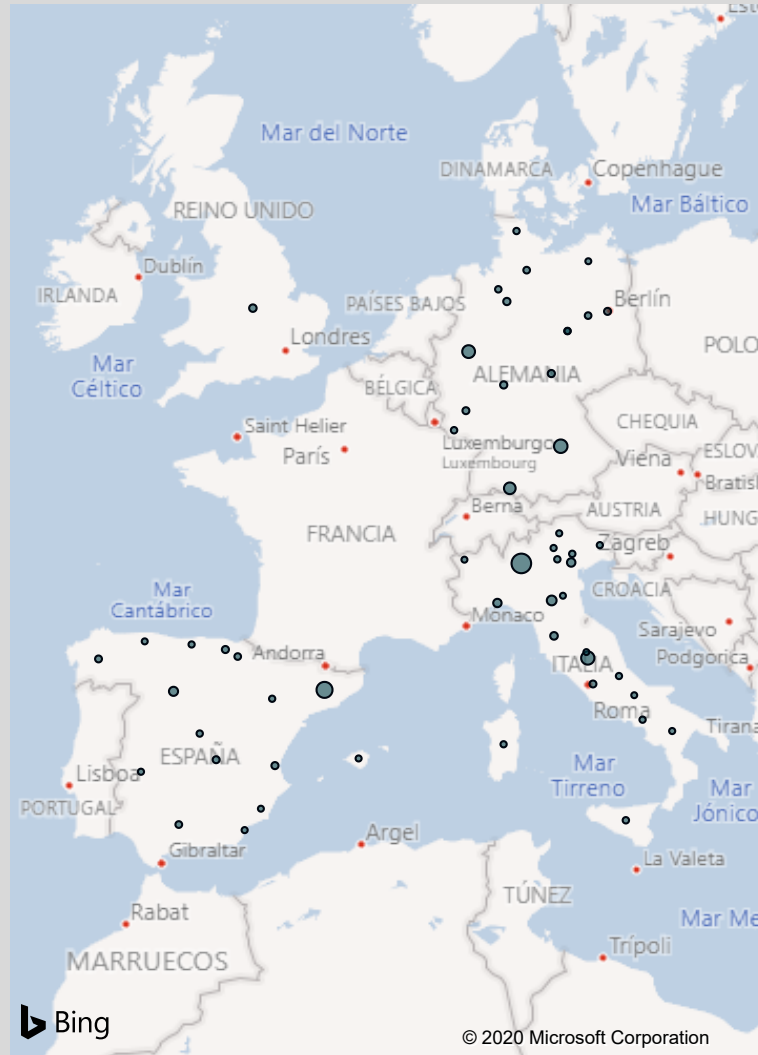 Mar del Norte
DINAMARCA
Copenhague
Mar Báltico
REINO UNIDO
Dublín
IRLANDA
PAÍSES BAJOS
Berlín
Londres
POLO
Mar
Céltico
ALEMANIA
BÉLGICA
CHEQUIA
Saint Helier
Luxemburgo
Luxembourg
París
Viena
ESLOV
Bratisl
Berna
AUSTRIA
HUNG
FRANCIA
Zagreb
Mar
Cantábrico
CROACIA
Mónaco
Sarajevo
Andorra
Podgorica
ITALIA
Roma
Tirana
ESPAÑA
Lisboa
PORTUGAL
Mar
Tirreno
Mar
Jónico
Argel
Gibraltar
La Valeta
TÚNEZ
Rabat
Mar Me
Trípoli
MARRUECOS
Bing
© 2020 Microsoft Corporation